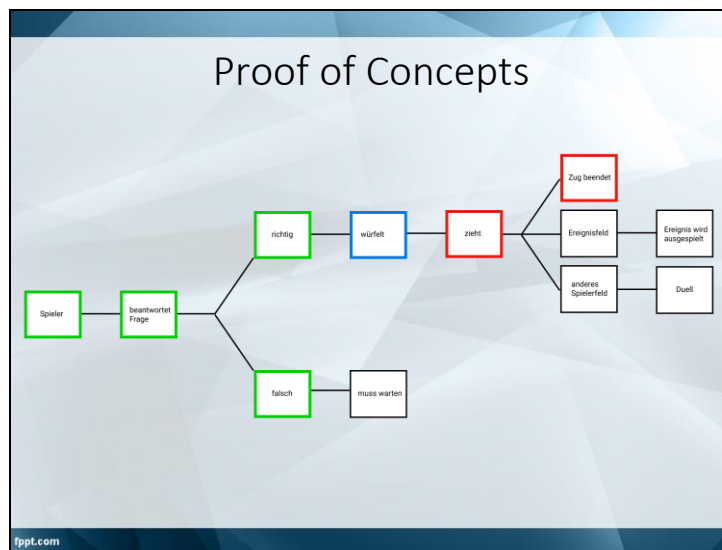 Proof of Concepts
Zug beendet
richtig
würfelt
zieht
Ereignisfeld
Ereignis wird
ausgespielt
anderes
Spielerfeld
Duell
Spieler
beantwortet
Frage
falsch
muss warten
fppt.com